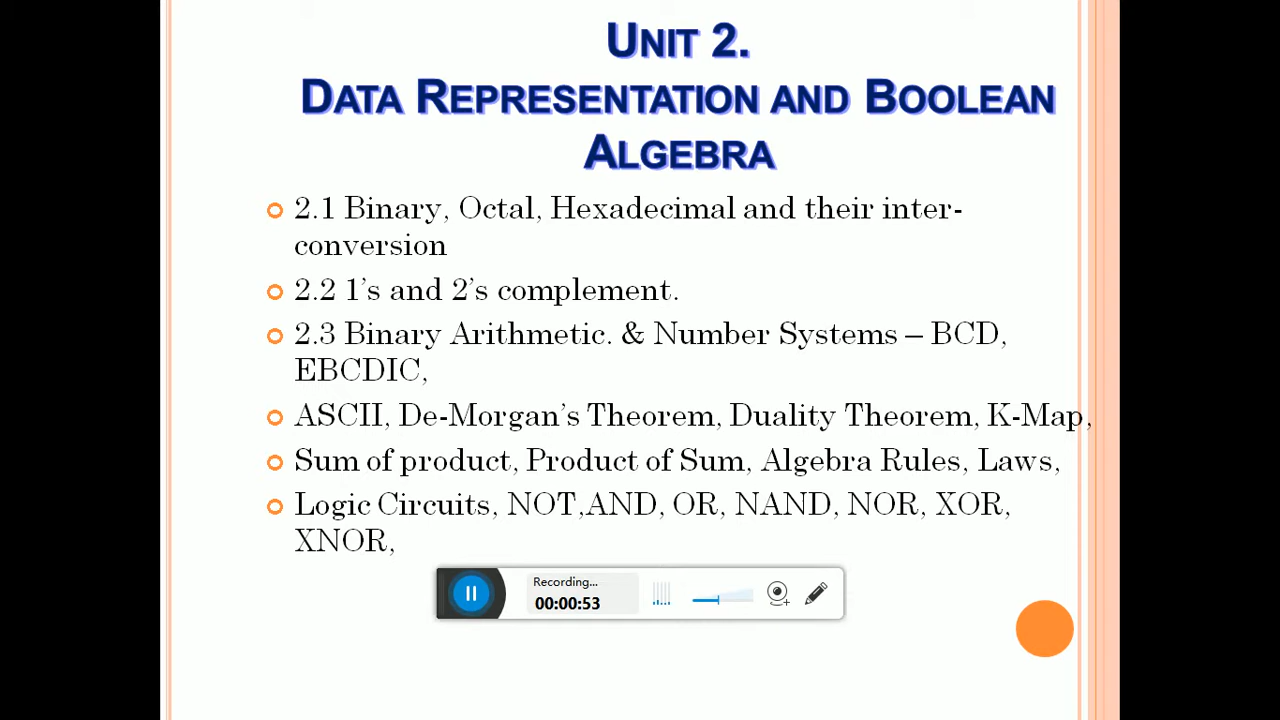 UNIT 2.
DATA REPRESENTATION AND BOOLEAN
ALGEBRA
2.1 Binary, Octal, Hexadecimal and their inter-
conversion
2.2 1’s and 2’s complement.
2.3 Binary Arithmetic. & Number Systems – BCD,
EBCDIC,
ASCII, De-Morgan’s Theorem, Duality Theorem, K-Map,
Sum of product, Product of Sum, Algebra Rules, Laws,
Logic Circuits, NOT,AND, OR, NAND, NOR, XOR,
XNOR,
Recording...
00:00:53